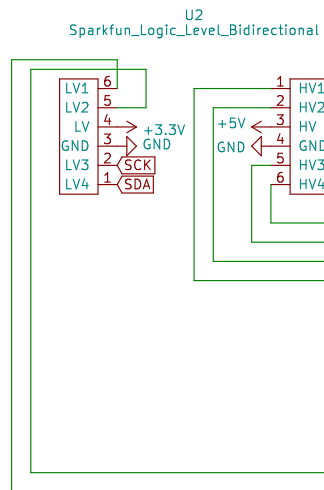 U2
Sparkfun_Logic_Level_Bidirectional
LV1 6
LV2 5
LV 4 +3.3V
GND 3 GND
LV3 2 SCK
LV4 1 SDA
1 HV1
2 HV2
+5V 3 HV
GND 4 GND
5 HV3
6 HV4